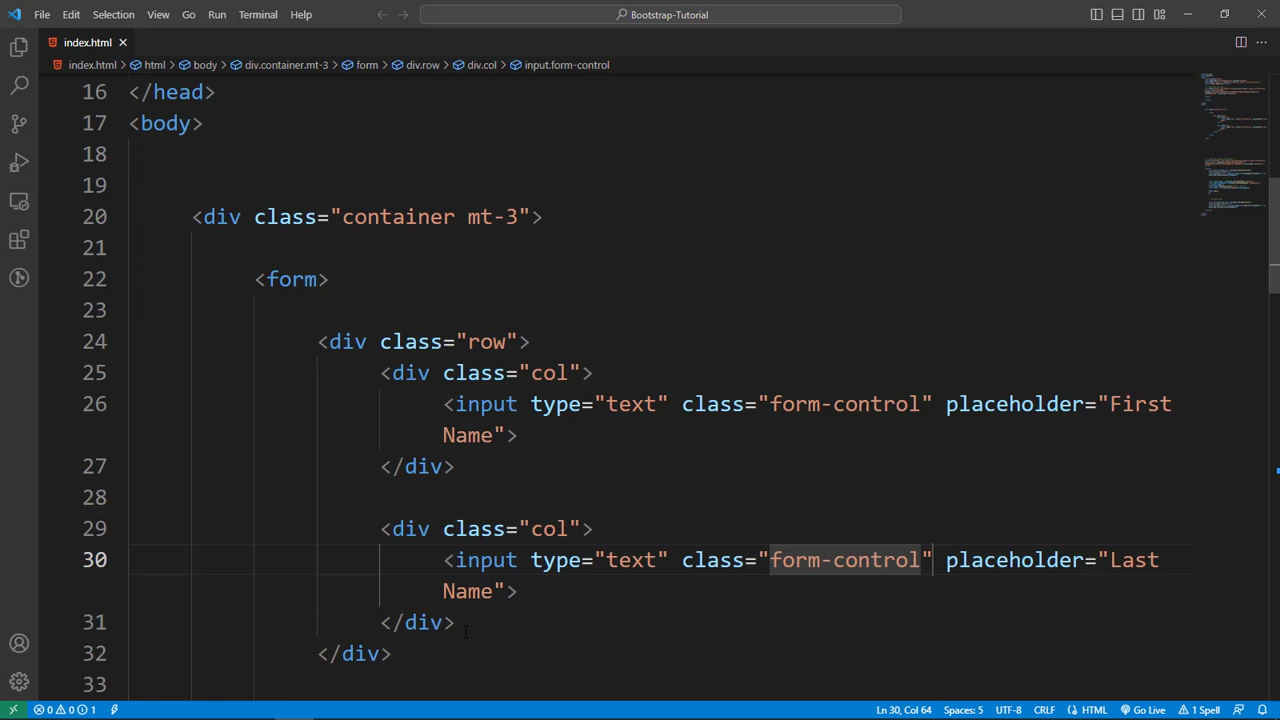 File Edit Selection View Go Run Terminal Help Bootstrap-Tutorial
index.html
index.html html body div.container.mt-3 form div.row div.col input.form-control
16 </head>
17 <body>
18
19
20 <div class="container mt-3">
21
22 <form>
23
24 <div class="row">
25 <div class="col">
26 <input type="text" class="form-control" placeholder="First
Name">
27 </div>
28
29 <div class="col">
30 <input type="text" class="form-control" placeholder="Last
Name">
31 </div>
32 </div>
33
0 0 1 Ln 30, Col 64 Spaces: 5 UTF-8 CRLF HTML Go Live 1 Spell